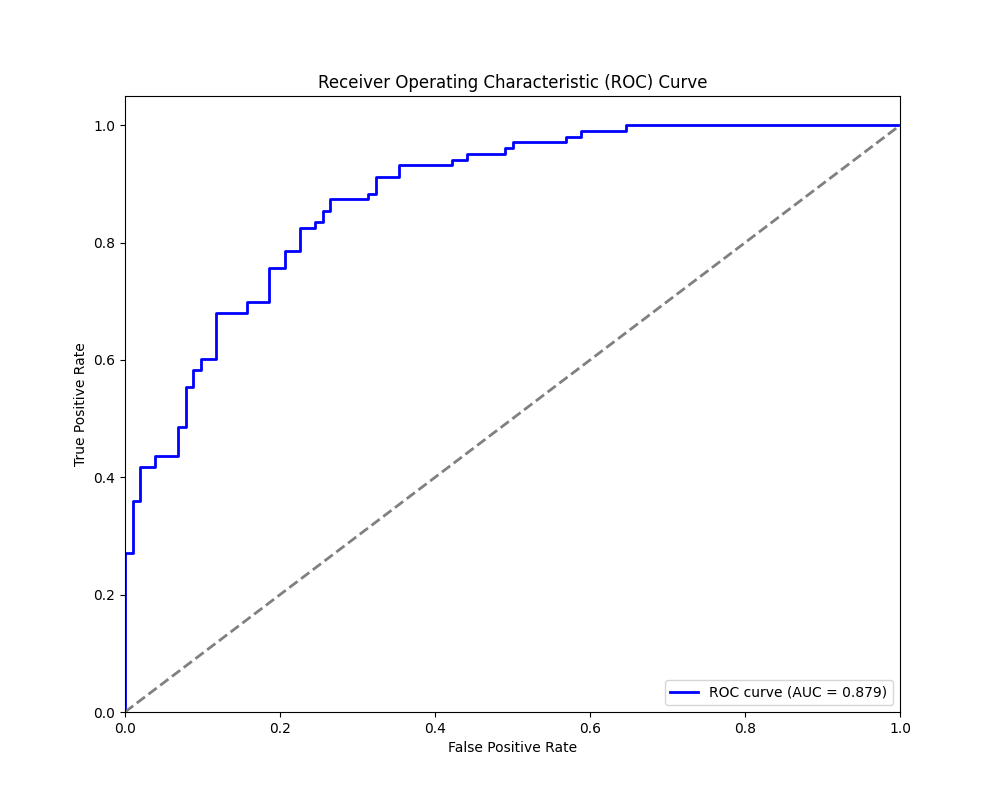 Receiver Operating Characteristic (ROC) Curve
1.0
0.8
0.6
0.4
0.2
0.0
True Positive Rate
0.0 0.2 0.4 0.6 0.8 1.0
False Positive Rate
ROC curve (AUC = 0.879)